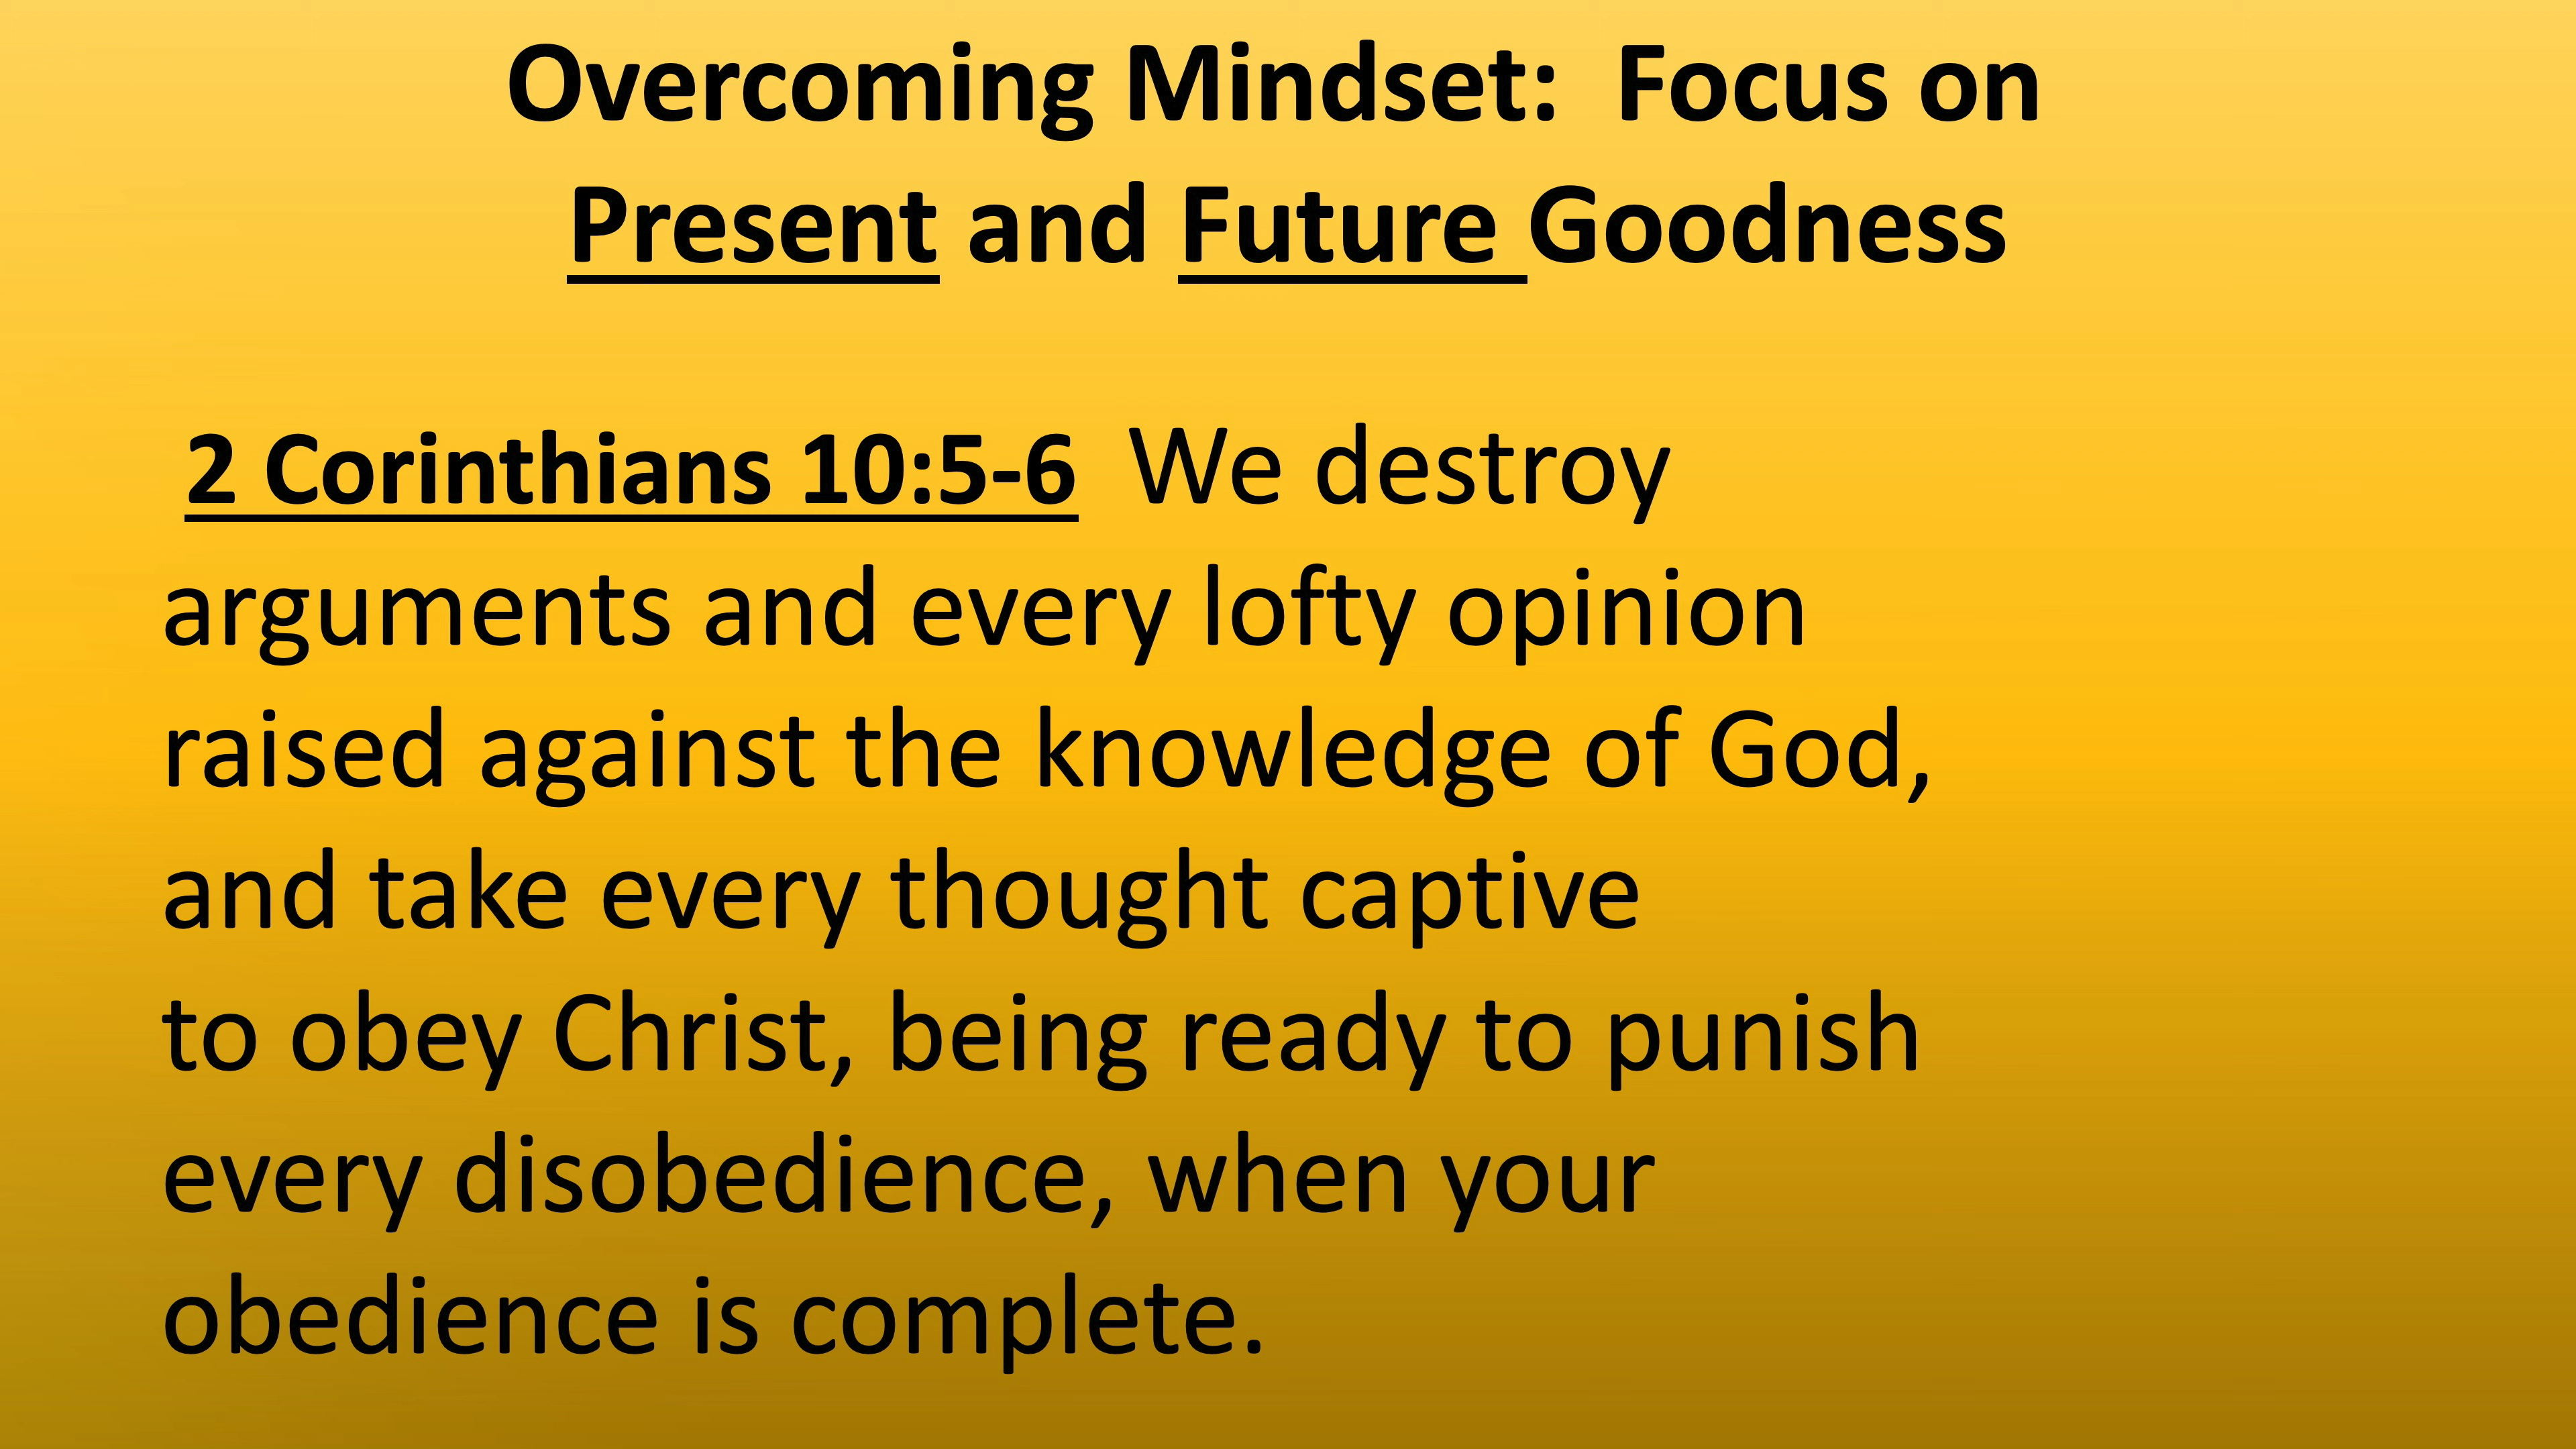 Overcoming Mindset:  Focus on
Present and Future Goodness
2 Corinthians 10:5-6  We destroy
arguments and every lofty opinion
raised against the knowledge of God,
and take every thought captive
to obey Christ, being ready to punish
every disobedience, when your
obedience is complete.